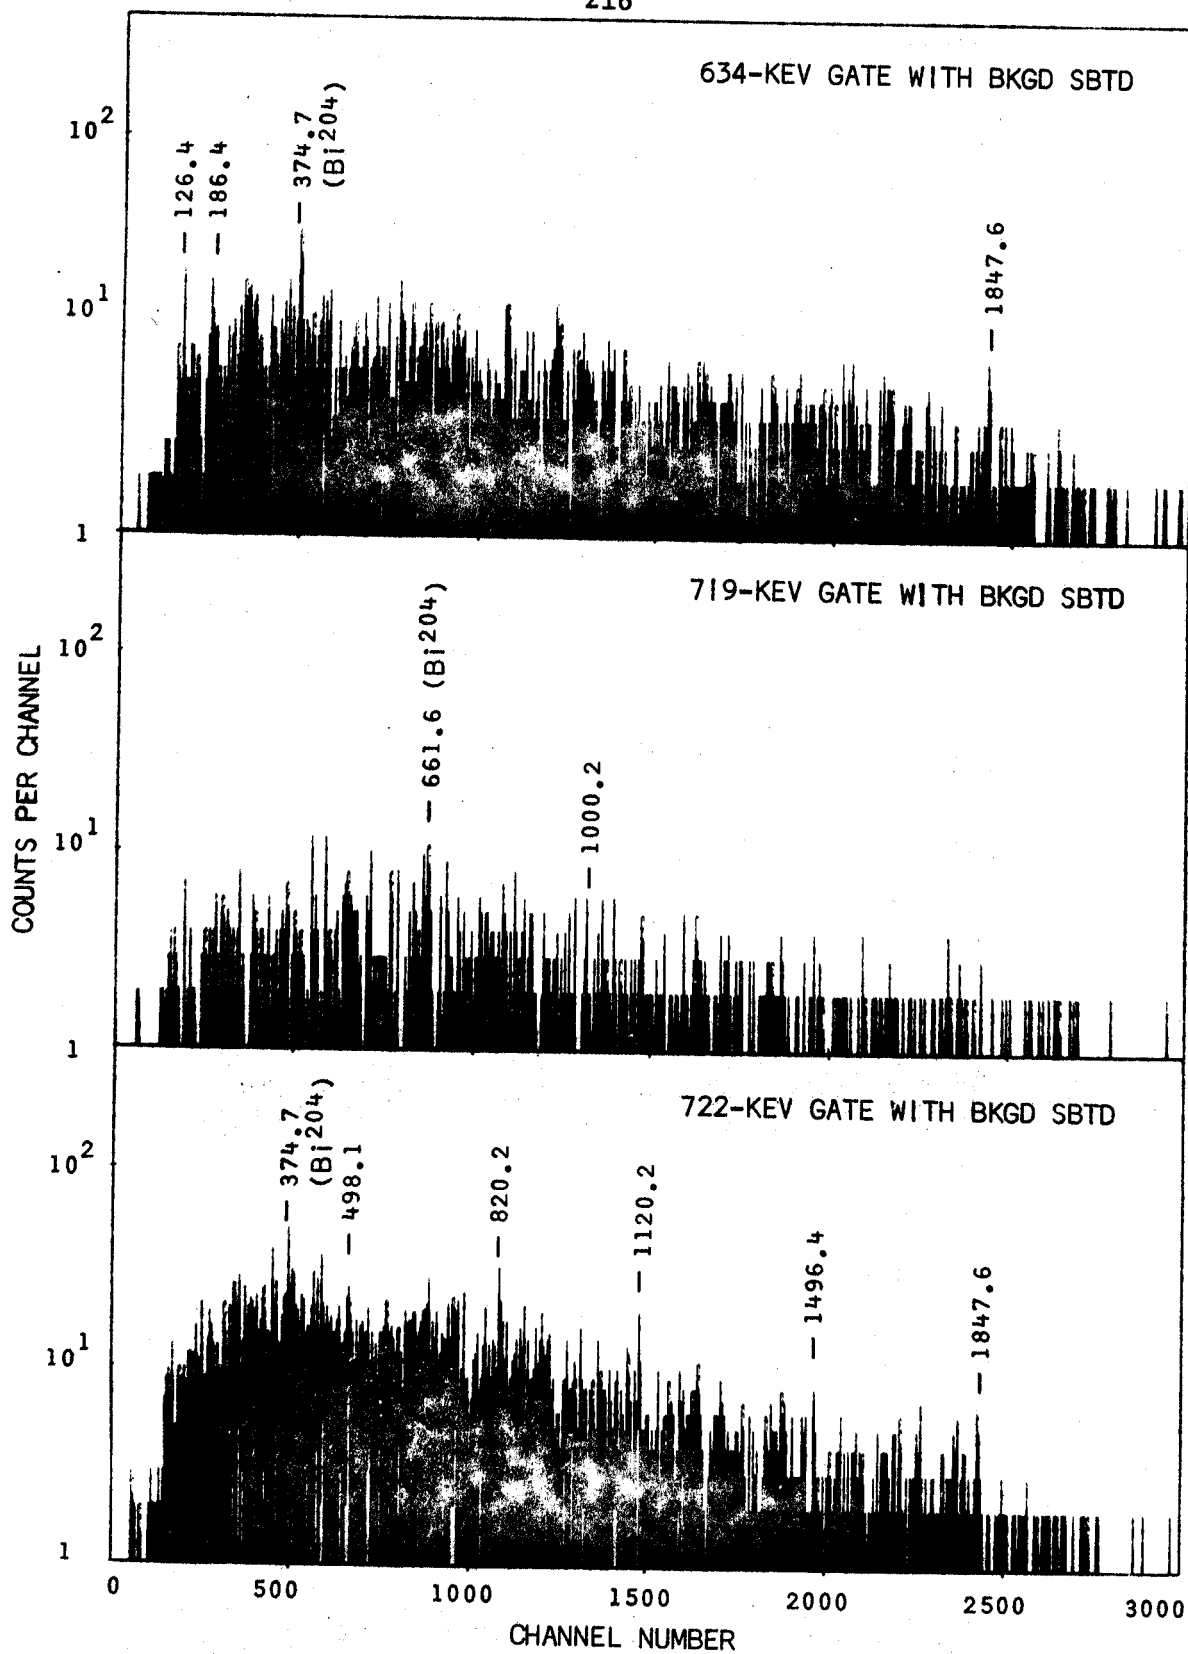 216
634-KEV GATE WITH BKGD SBTD
10²
— 126.4
— 186.4
— 374.7
(Bi²⁰⁴)
— 1847.6
10¹
1
719-KEV GATE WITH BKGD SBTD
10²
— 661.6 (Bi²⁰⁴)
— 1000.2
10¹
1
COUNTS PER CHANNEL
722-KEV GATE WITH BKGD SBTD
10²
— 374.7
(Bi²⁰⁴)
— 498.1
— 820.2
— 1120.2
— 1496.4
— 1847.6
10¹
1
0 500 1000 1500 2000 2500 3000
CHANNEL NUMBER